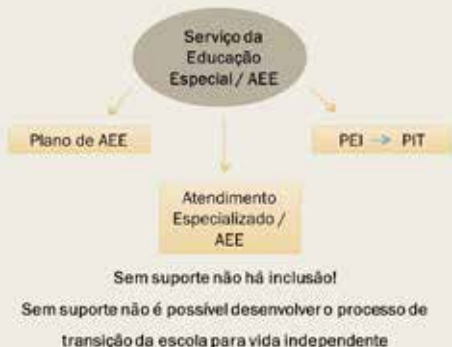 Serviço da
Educação
Especial / AEE
Plano de AEE
PEI → PIT
Atendimento
Especializado /
AEE
Sem suporte não há inclusão!
Sem suporte não é possível desenvolver o processo de
transição da escola para vida independente